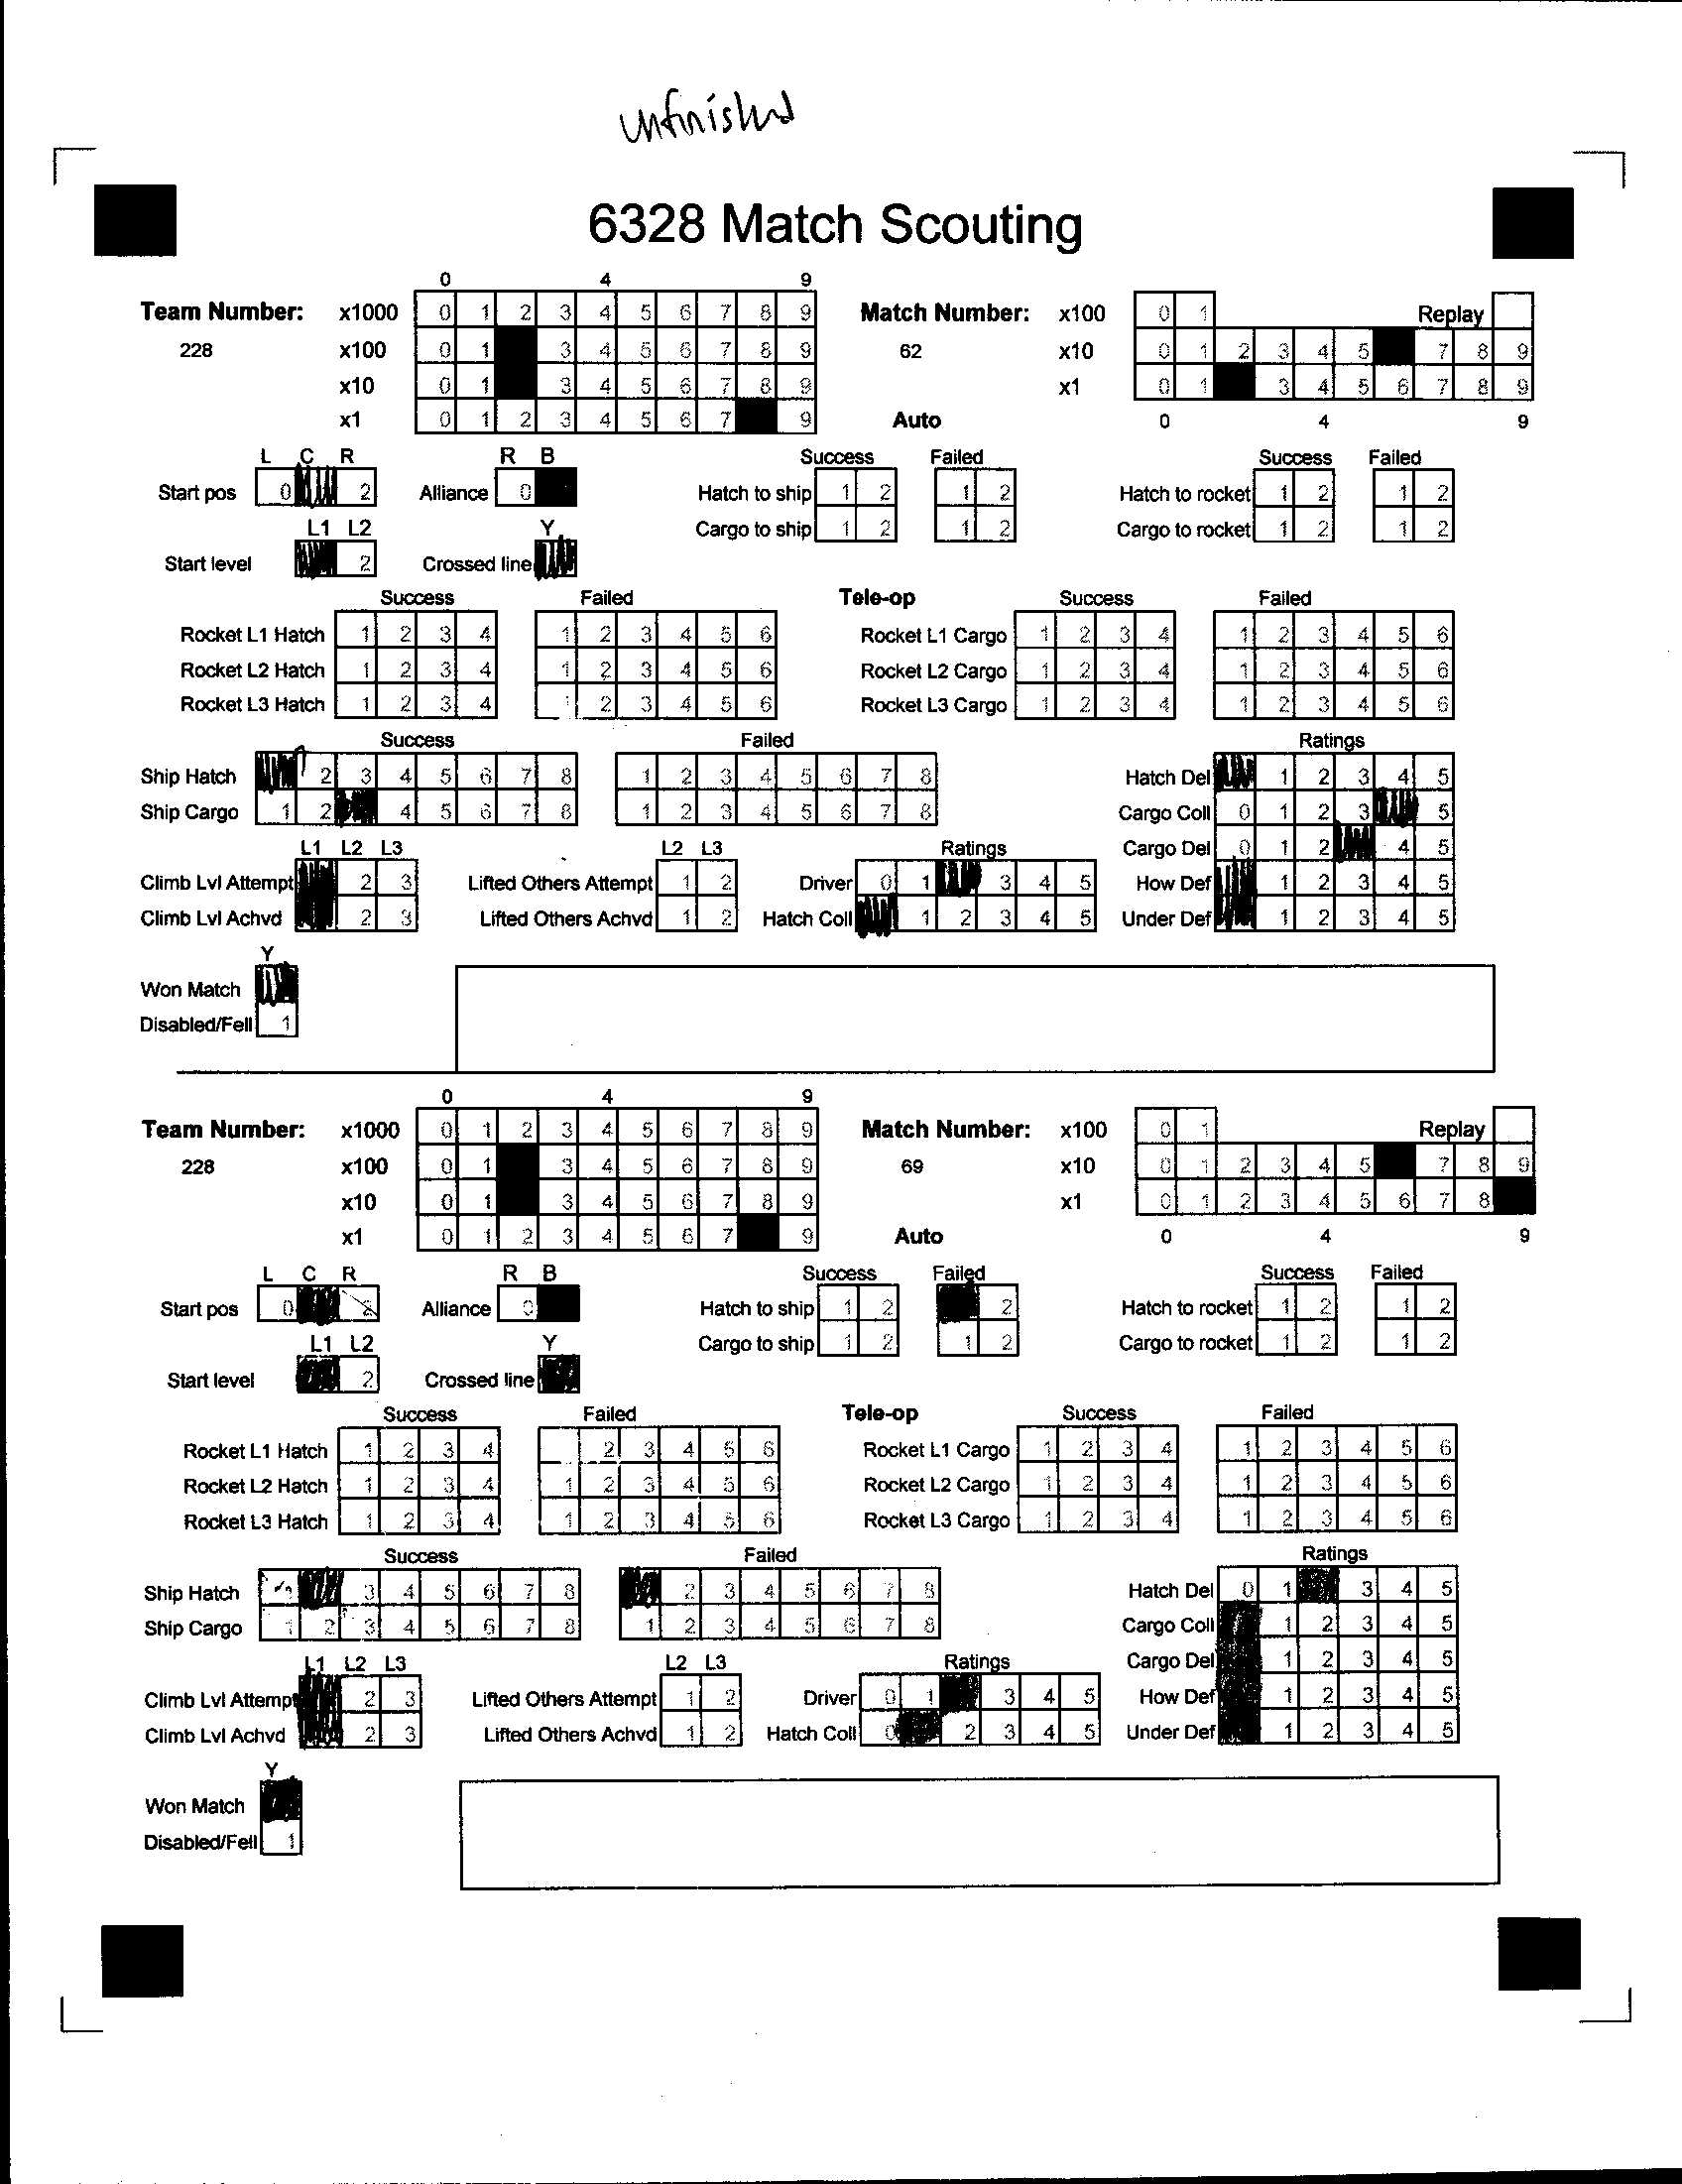 unfinished
6328 Match Scouting
0 4 9
Team Number: x1000 0 1 2 3 4 5 6 7 8 9 Match Number: x100 0 1 Replay
228 x100 0 1 3 4 5 6 7 8 9 62 x10 0 1 2 3 4 5 7 8 9
x10 0 1 3 4 5 6 7 8 9 x1 0 1 3 4 5 6 7 8 9
x1 0 1 2 3 4 5 6 7 9 Auto 0 4 9
L C R R B Success Failed Success Failed
Start pos 0 2 Alliance 0 Hatch to ship 1 2 1 2 Hatch to rocket 1 2 1 2
L1 L2 Y Cargo to ship 1 2 1 2 Cargo to rocket 1 2 1 2
Start level 2 Crossed line
Success Failed Tele-op Success Failed
Rocket L1 Hatch 1 2 3 4 1 2 3 4 5 6 Rocket L1 Cargo 1 2 3 4 1 2 3 4 5 6
Rocket L2 Hatch 1 2 3 4 1 2 3 4 5 6 Rocket L2 Cargo 1 2 3 4 1 2 3 4 5 6
Rocket L3 Hatch 1 2 3 4 1 2 3 4 5 6 Rocket L3 Cargo 1 2 3 4 1 2 3 4 5 6
Success Failed Ratings
Ship Hatch 2 3 4 5 6 7 8 1 2 3 4 5 6 7 8 Hatch Del 1 2 3 4 5
Ship Cargo 1 2 4 5 6 7 8 1 2 3 4 5 6 7 8 Cargo Coll 0 1 2 3 5
L1 L2 L3 L2 L3 Ratings Cargo Del 0 1 2 4 5
Climb Lvl Attempt 2 3 Lifted Others Attempt 1 2 Driver 0 1 3 4 5 How Def 1 2 3 4 5
Climb Lvl Achvd 2 3 Lifted Others Achvd 1 2 Hatch Coll 1 2 3 4 5 Under Def 1 2 3 4 5
Y
Won Match
Disabled/Fell 1
0 4 9
Team Number: x1000 0 1 2 3 4 5 6 7 8 9 Match Number: x100 0 1 Replay
228 x100 0 1 3 4 5 6 7 8 9 69 x10 0 1 2 3 4 5 7 8 9
x10 0 1 3 4 5 6 7 8 9 x1 0 1 2 3 4 5 6 7 8
x1 0 1 2 3 4 5 6 7 9 Auto 0 4 9
L C R R B Success Failed Success Failed
Start pos 0 2 Alliance 0 Hatch to ship 1 2 2 Hatch to rocket 1 2 1 2
L1 L2 Y Cargo to ship 1 2 1 2 Cargo to rocket 1 2 1 2
Start level 2 Crossed line
Success Failed Tele-op Success Failed
Rocket L1 Hatch 1 2 3 4 2 3 4 5 6 Rocket L1 Cargo 1 2 3 4 1 2 3 4 5 6
Rocket L2 Hatch 1 2 3 4 1 2 3 4 5 6 Rocket L2 Cargo 1 2 3 4 1 2 3 4 5 6
Rocket L3 Hatch 1 2 3 4 1 2 3 4 5 6 Rocket L3 Cargo 1 2 3 4 1 2 3 4 5 6
Success Failed Ratings
Ship Hatch 1 3 4 5 6 7 8 2 3 4 5 6 7 8 Hatch Del 0 1 3 4 5
Ship Cargo 1 2 3 4 5 6 7 8 1 2 3 4 5 6 7 8 Cargo Coll 1 2 3 4 5
L1 L2 L3 L2 L3 Ratings Cargo Del 1 2 3 4 5
Climb Lvl Attempt 2 3 Lifted Others Attempt 1 2 Driver 0 1 3 4 5 How Def 1 2 3 4 5
Climb Lvl Achvd 2 3 Lifted Others Achvd 1 2 Hatch Coll 0 2 3 4 5 Under Def 1 2 3 4 5
Y
Won Match
Disabled/Fell 1